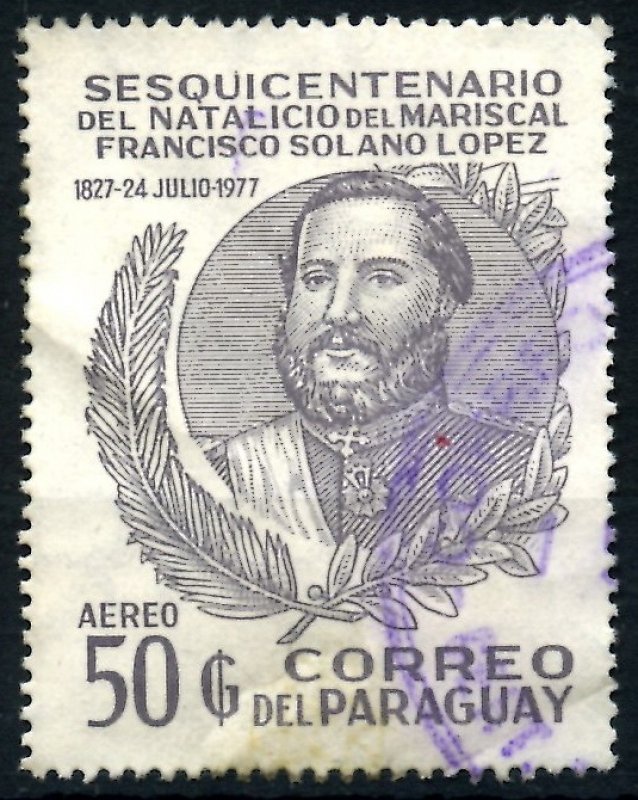 SESQUICENTENARIO
DEL NATALICIO DEL MARISCAL
FRANCISCO SOLANO LOPEZ
1827-24 JULIO-1977
AEREO
50 ₲ CORREO
DEL PARAGUAY